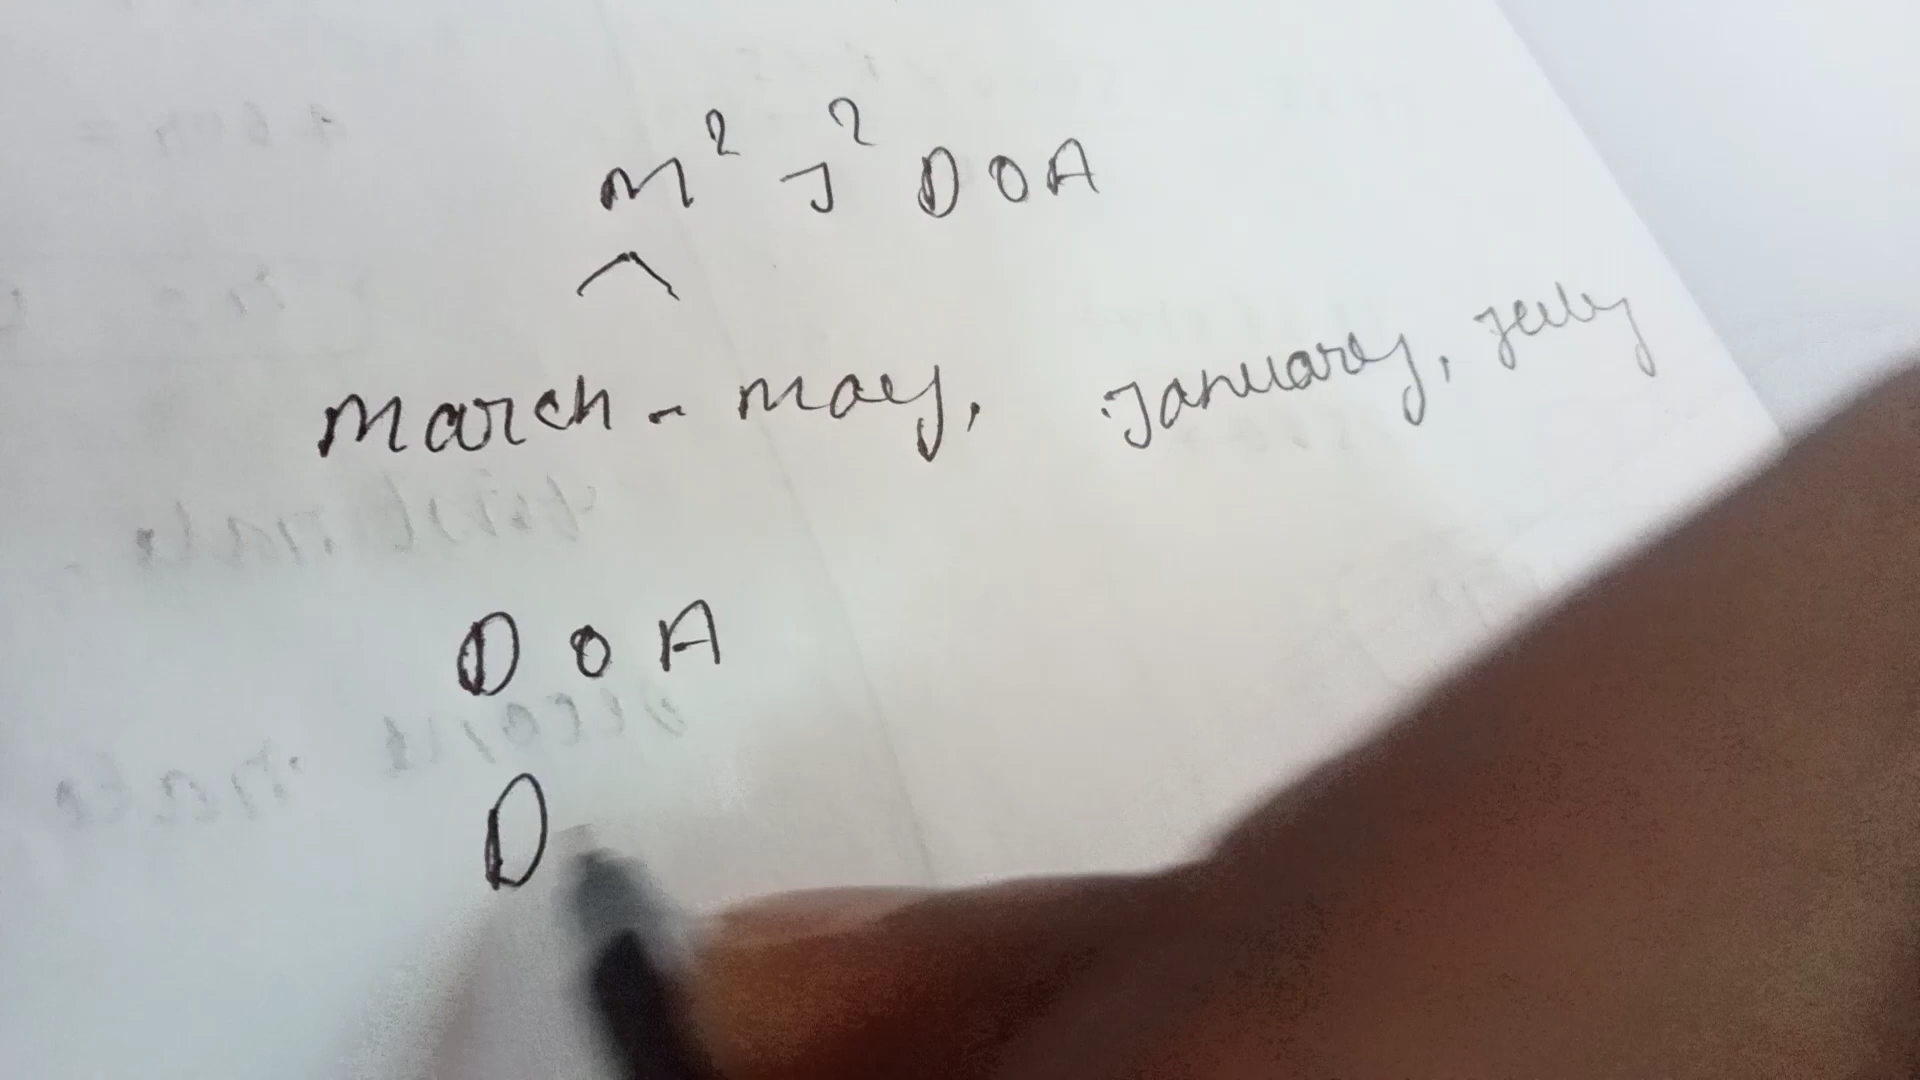 M² J² D O A
March - may, January, july
D O A
D